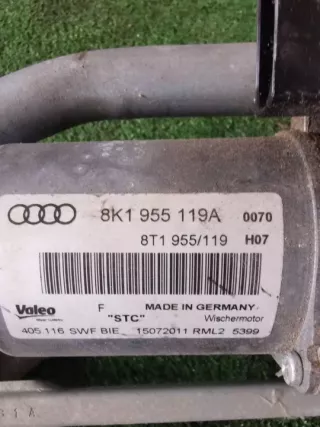 8K1 955 119A 0070
8T1 955/119 H07
Valeo F MADE IN GERMANY
"STC" Wischermotor
405.116 SWF BIE 15072011 RML2 5399